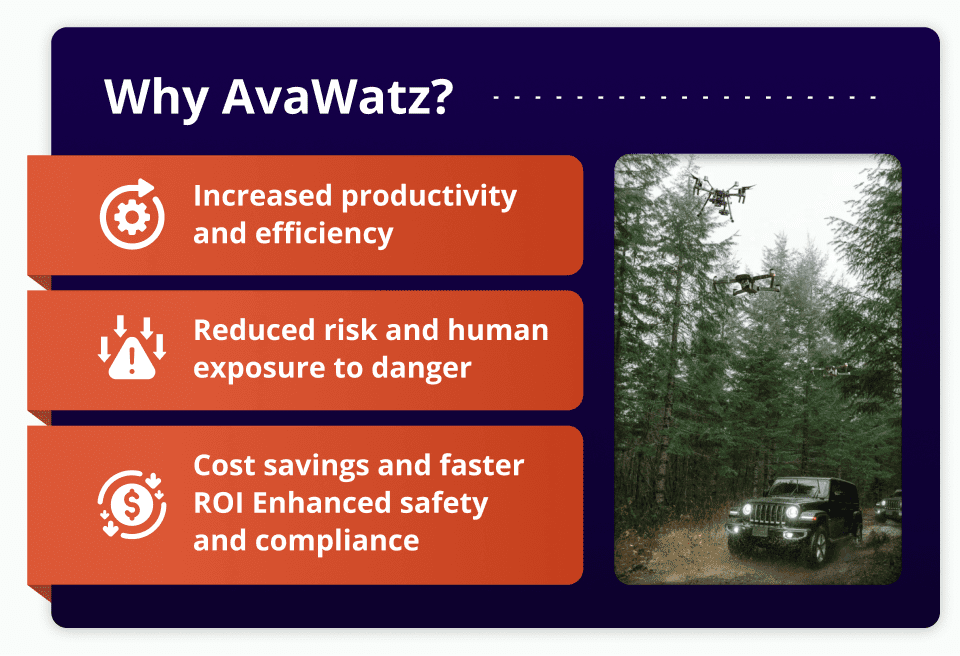 Why AvaWatz?
Increased productivity
and efficiency
Reduced risk and human
exposure to danger
Cost savings and faster
ROI Enhanced safety
and compliance